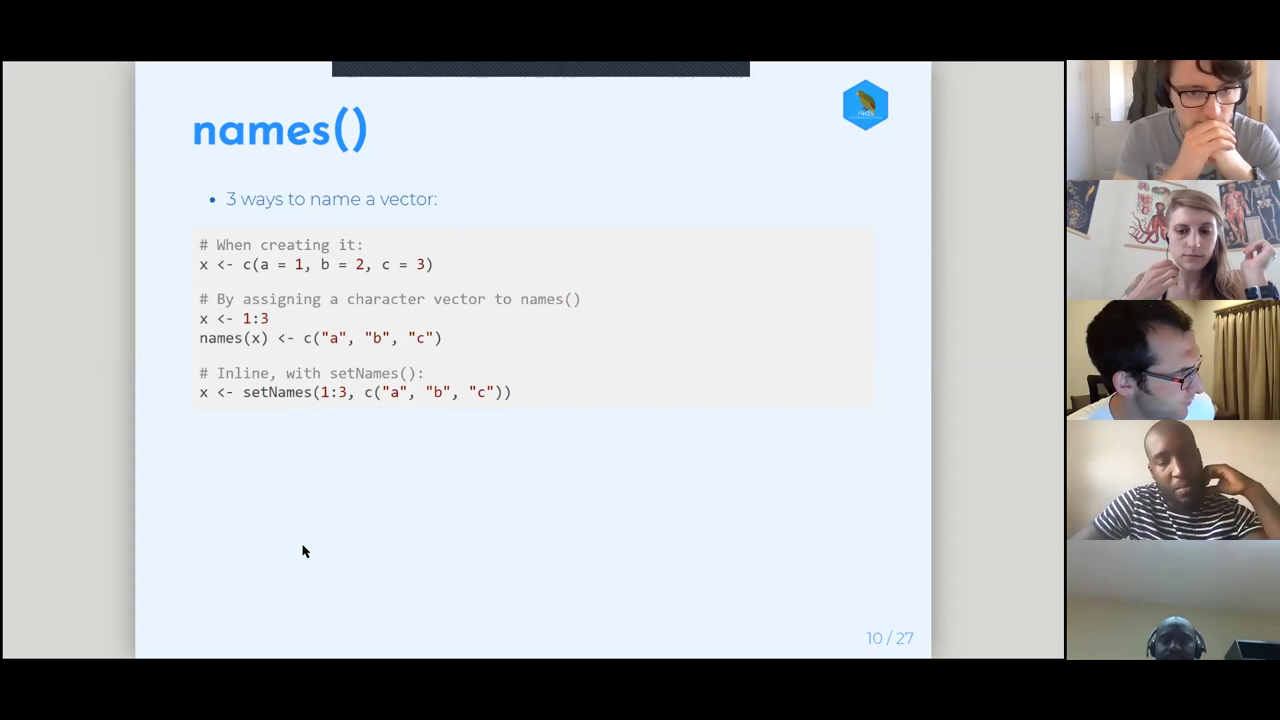 names()
r4ds
• 3 ways to name a vector:
# When creating it:
x <- c(a = 1, b = 2, c = 3)
# By assigning a character vector to names()
x <- 1:3
names(x) <- c("a", "b", "c")
# Inline, with setNames():
x <- setNames(1:3, c("a", "b", "c"))
10 / 27